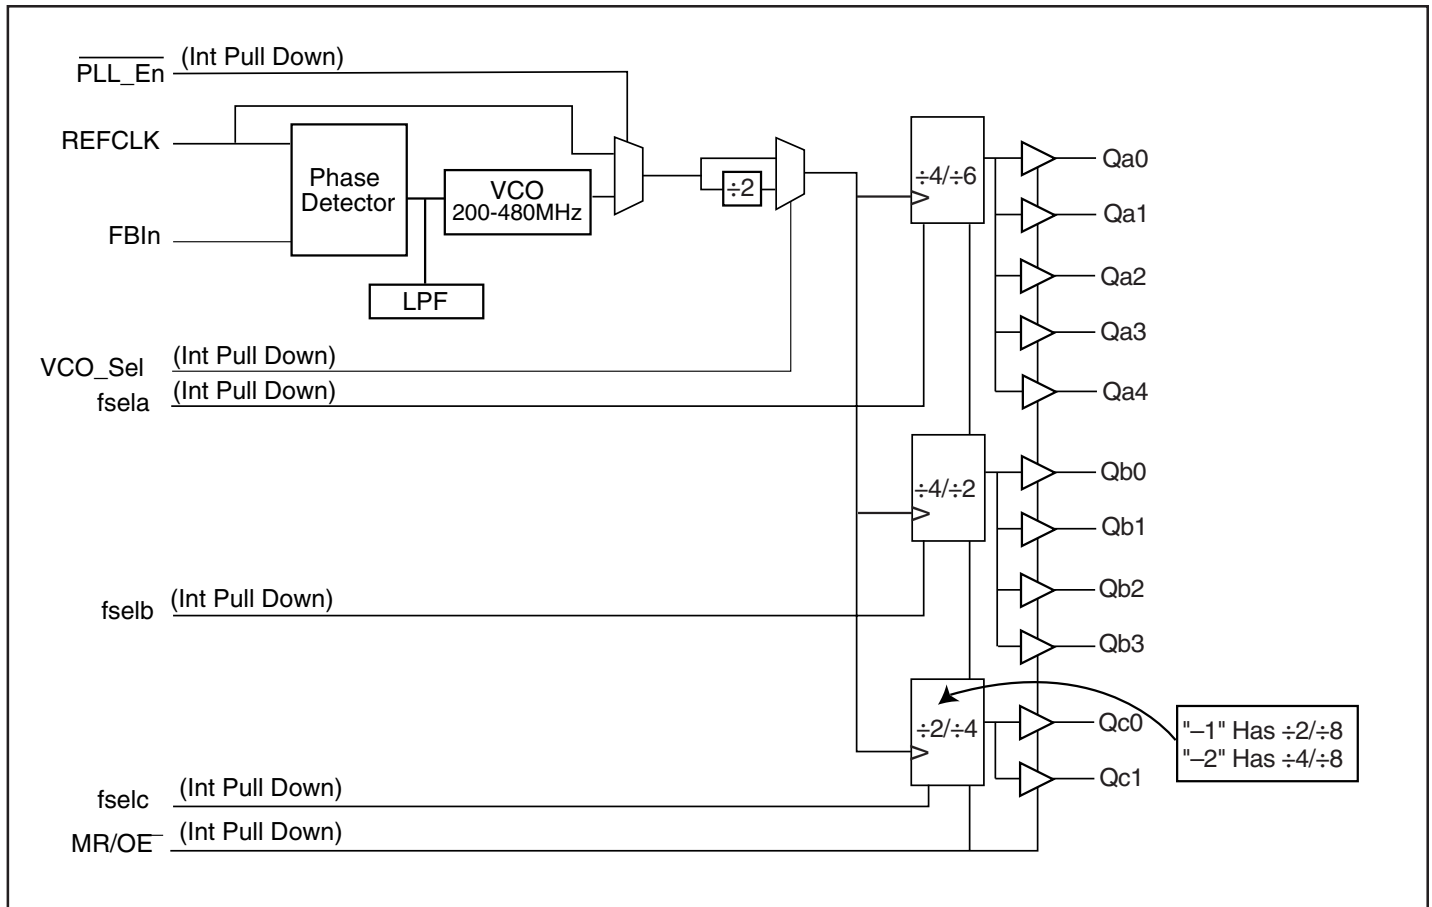 PLL_En (Int Pull Down)
REFCLK
Phase
Detector
VCO
200-480MHz
FBIn
LPF
÷2
VCO_Sel (Int Pull Down)
fsela (Int Pull Down)
÷4/÷6
Qa0
Qa1
Qa2
Qa3
Qa4
÷4/÷2
Qb0
Qb1
Qb2
Qb3
fselb (Int Pull Down)
÷2/÷4
Qc0
Qc1
"–1" Has ÷2/÷8
"–2" Has ÷4/÷8
fselc (Int Pull Down)
MR/OE (Int Pull Down)